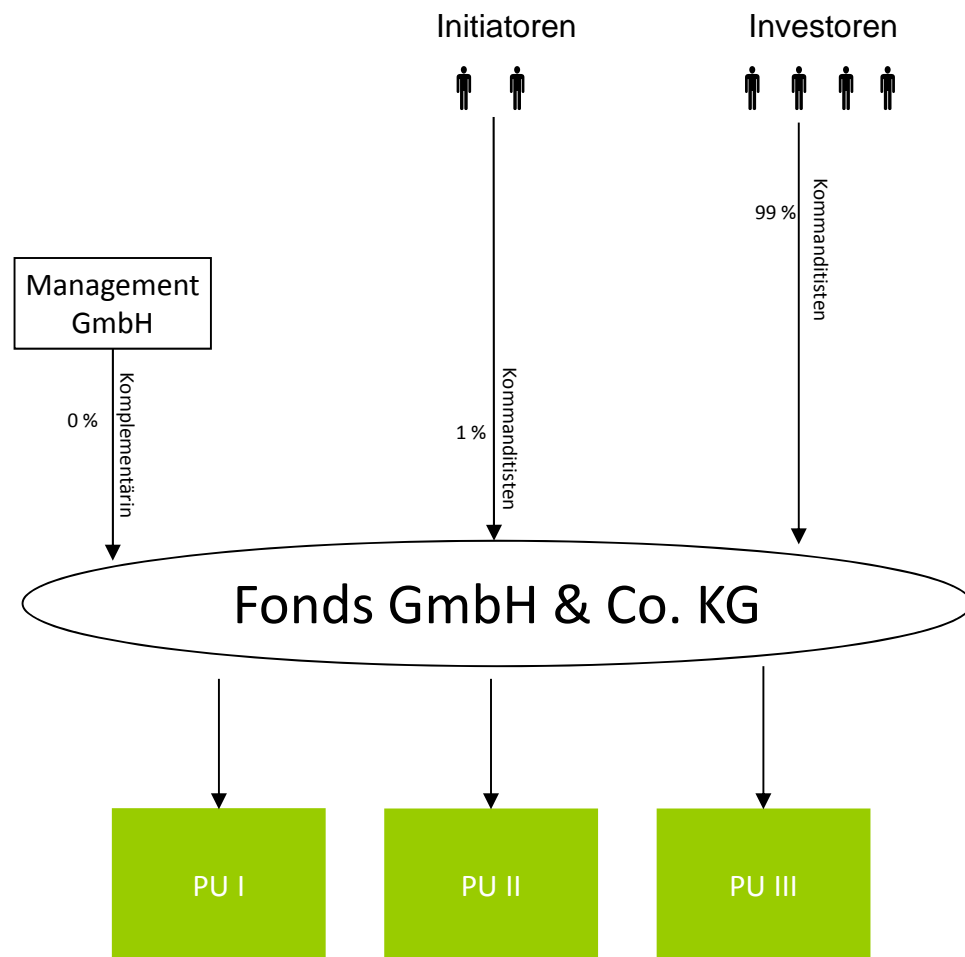 Initiatoren
Investoren
Kommanditisten
99 %
Management
GmbH
Komplementärin
0 %
Kommanditisten
1 %
Fonds GmbH & Co. KG
PU I
PU II
PU III